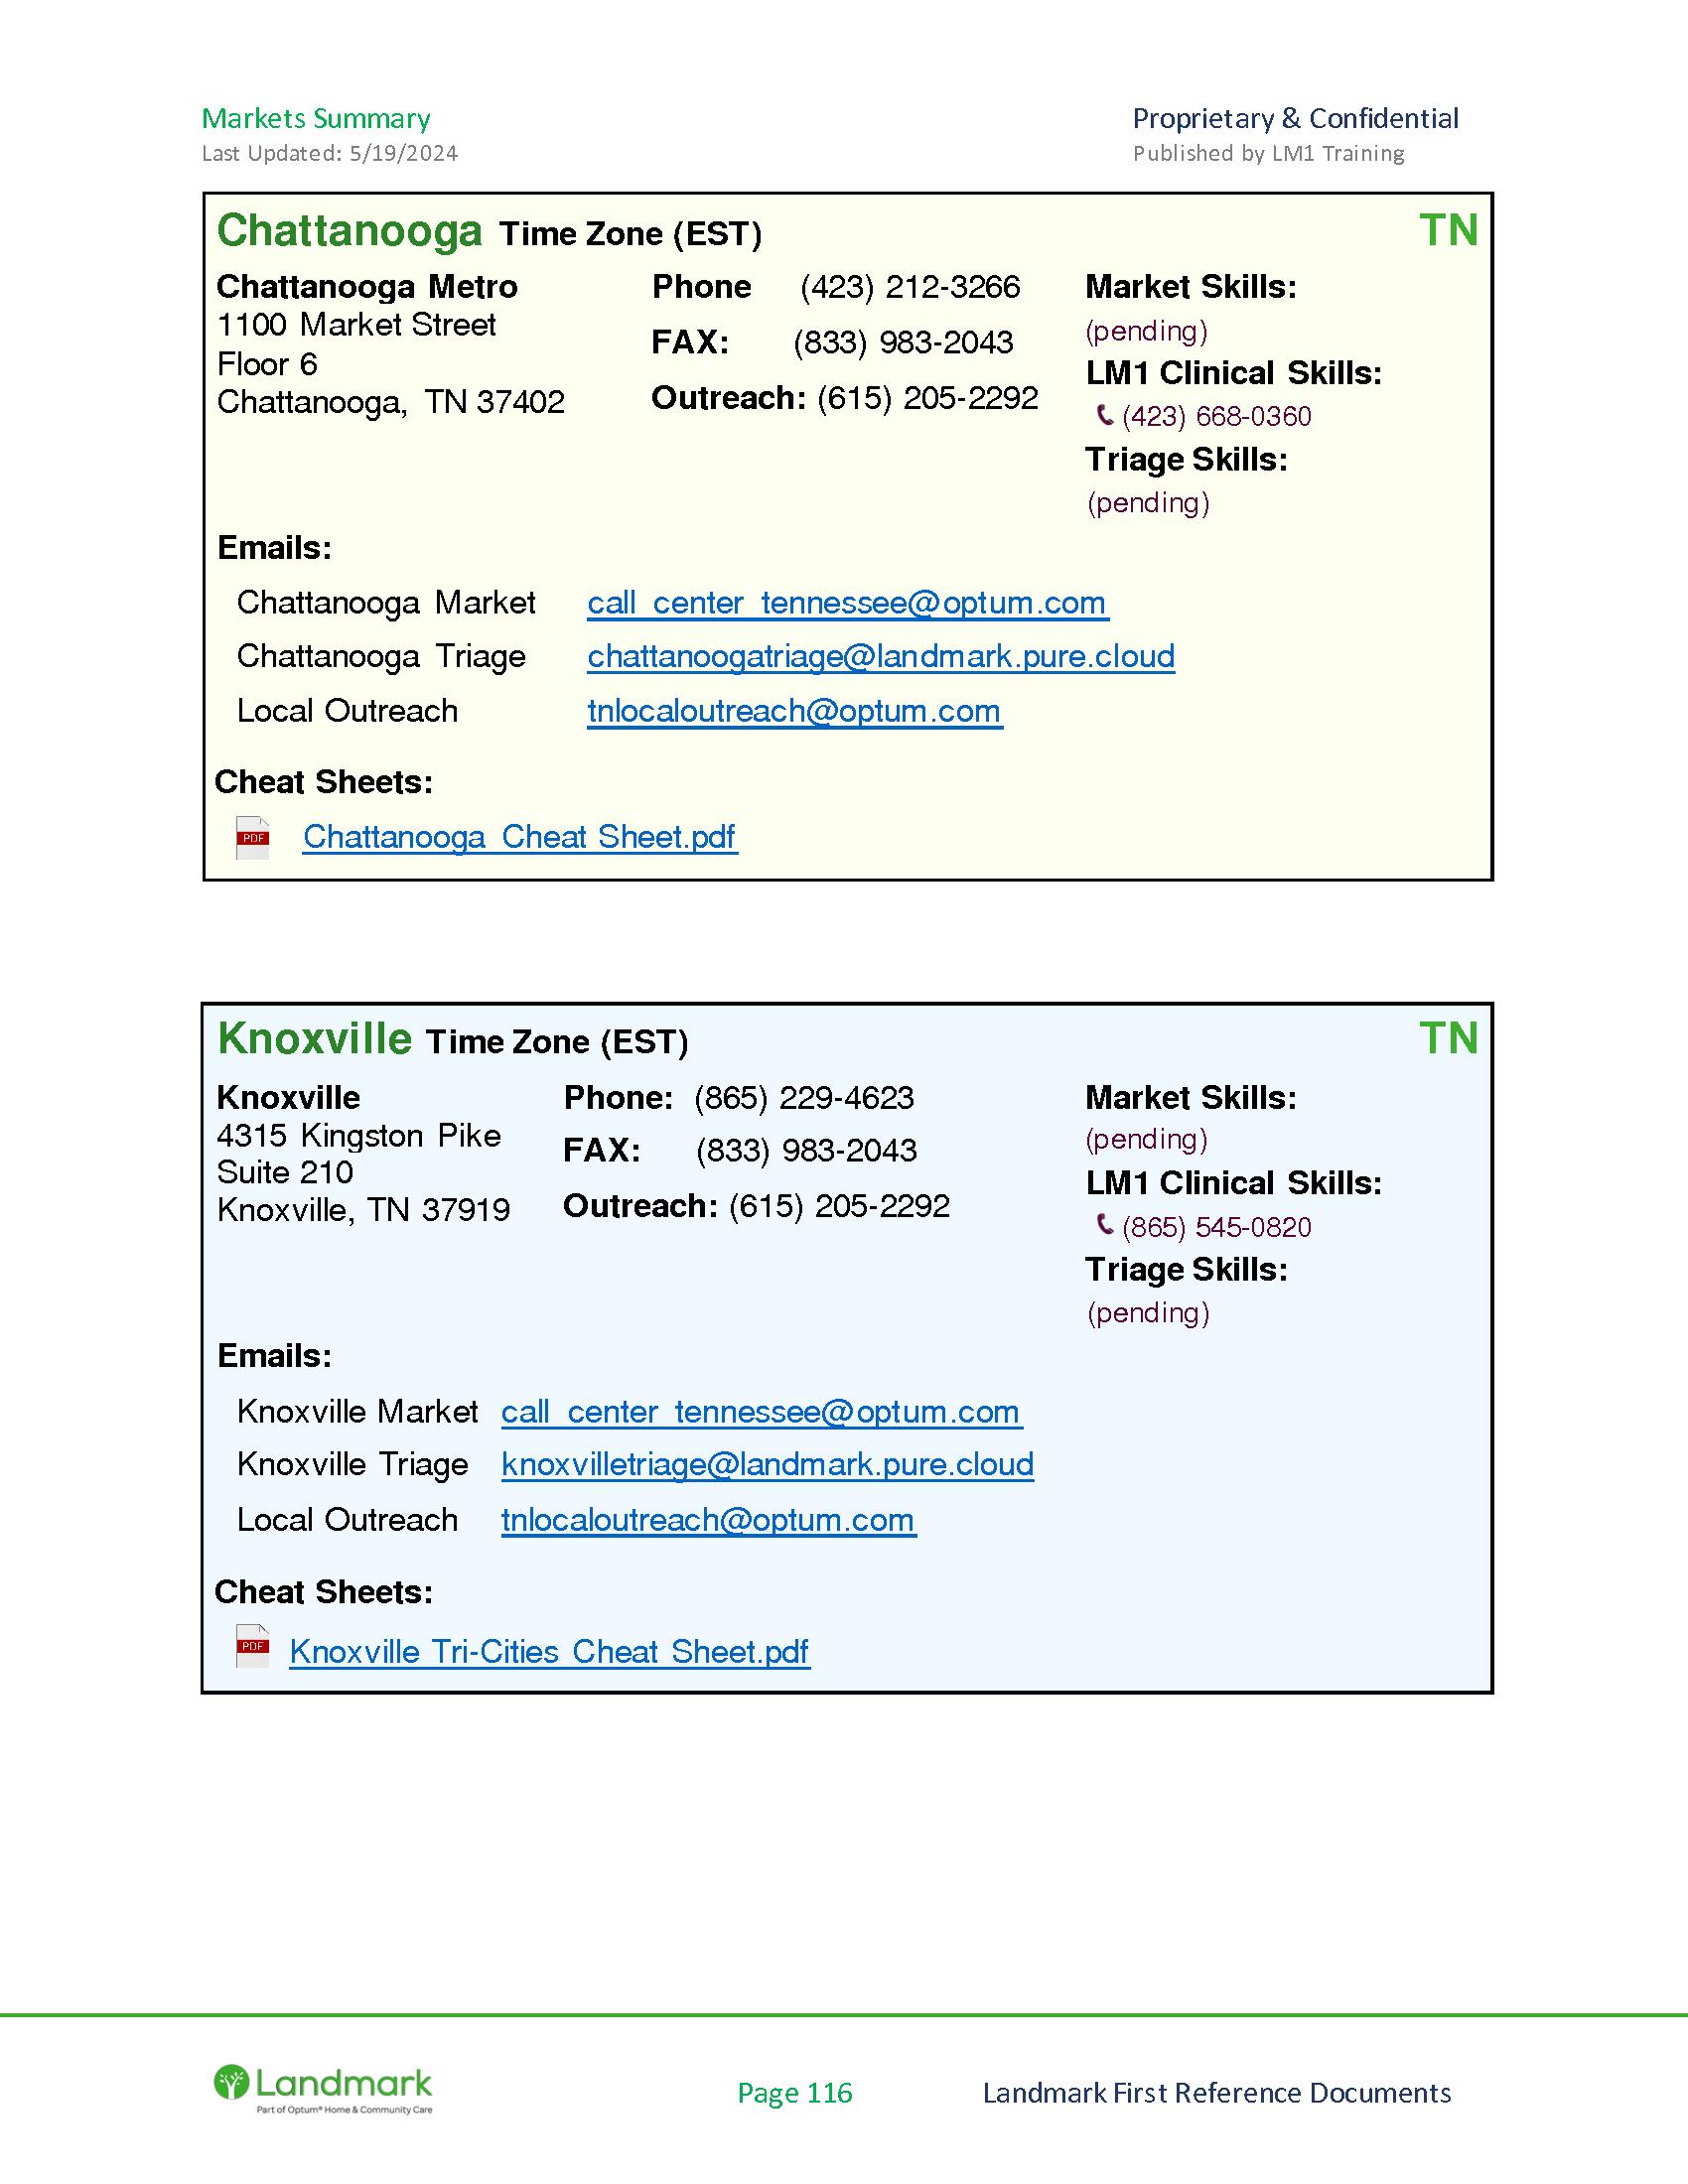 Markets Summary
Last Updated: 5/19/2024
Proprietary & Confidential
Published by LM1 Training
Chattanooga Time Zone (EST) TN
Chattanooga Metro
1100 Market Street
Floor 6
Chattanooga, TN 37402
Phone (423) 212-3266
FAX: (833) 983-2043
Outreach: (615) 205-2292
Market Skills:
(pending)
LM1 Clinical Skills:
(423) 668-0360
Triage Skills:
(pending)
Emails:
Chattanooga Market call_center_tennessee@optum.com
Chattanooga Triage chattanoogatriage@landmark.pure.cloud
Local Outreach tnlocaloutreach@optum.com
Cheat Sheets:
PDF Chattanooga Cheat Sheet.pdf
Knoxville Time Zone (EST) TN
Knoxville
4315 Kingston Pike
Suite 210
Knoxville, TN 37919
Phone: (865) 229-4623
FAX: (833) 983-2043
Outreach: (615) 205-2292
Market Skills:
(pending)
LM1 Clinical Skills:
(865) 545-0820
Triage Skills:
(pending)
Emails:
Knoxville Market call_center_tennessee@optum.com
Knoxville Triage knoxvilletriage@landmark.pure.cloud
Local Outreach tnlocaloutreach@optum.com
Cheat Sheets:
PDF Knoxville Tri-Cities Cheat Sheet.pdf
Landmark
Part of Optum® Home & Community Care
Page 116
Landmark First Reference Documents